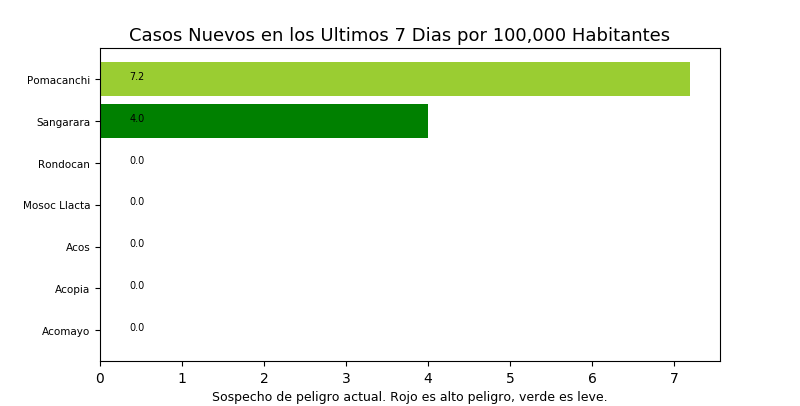 Casos Nuevos en los Ultimos 7 Dias por 100,000 Habitantes
Pomacanchi 7.2
Sangarara 4.0
Rondocan 0.0
Mosoc Llacta 0.0
Acos 0.0
Acopia 0.0
Acomayo 0.0
0 1 2 3 4 5 6 7
Sospecho de peligro actual. Rojo es alto peligro, verde es leve.